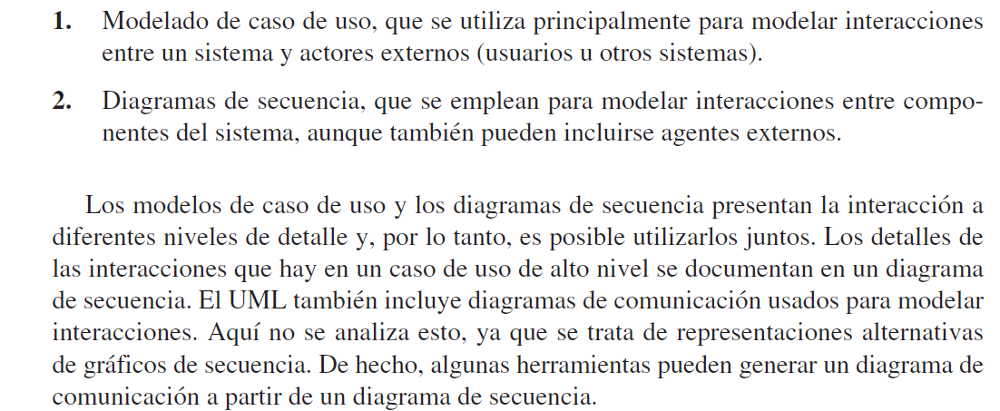 1. Modelado de caso de uso, que se utiliza principalmente para modelar interacciones
entre un sistema y actores externos (usuarios u otros sistemas).
2. Diagramas de secuencia, que se emplean para modelar interacciones entre compo-
nentes del sistema, aunque también pueden incluirse agentes externos.
Los modelos de caso de uso y los diagramas de secuencia presentan la interacción a
diferentes niveles de detalle y, por lo tanto, es posible utilizarlos juntos. Los detalles de
las interacciones que hay en un caso de uso de alto nivel se documentan en un diagrama
de secuencia. El UML también incluye diagramas de comunicación usados para modelar
interacciones. Aquí no se analiza esto, ya que se trata de representaciones alternativas
de gráficos de secuencia. De hecho, algunas herramientas pueden generar un diagrama de
comunicación a partir de un diagrama de secuencia.